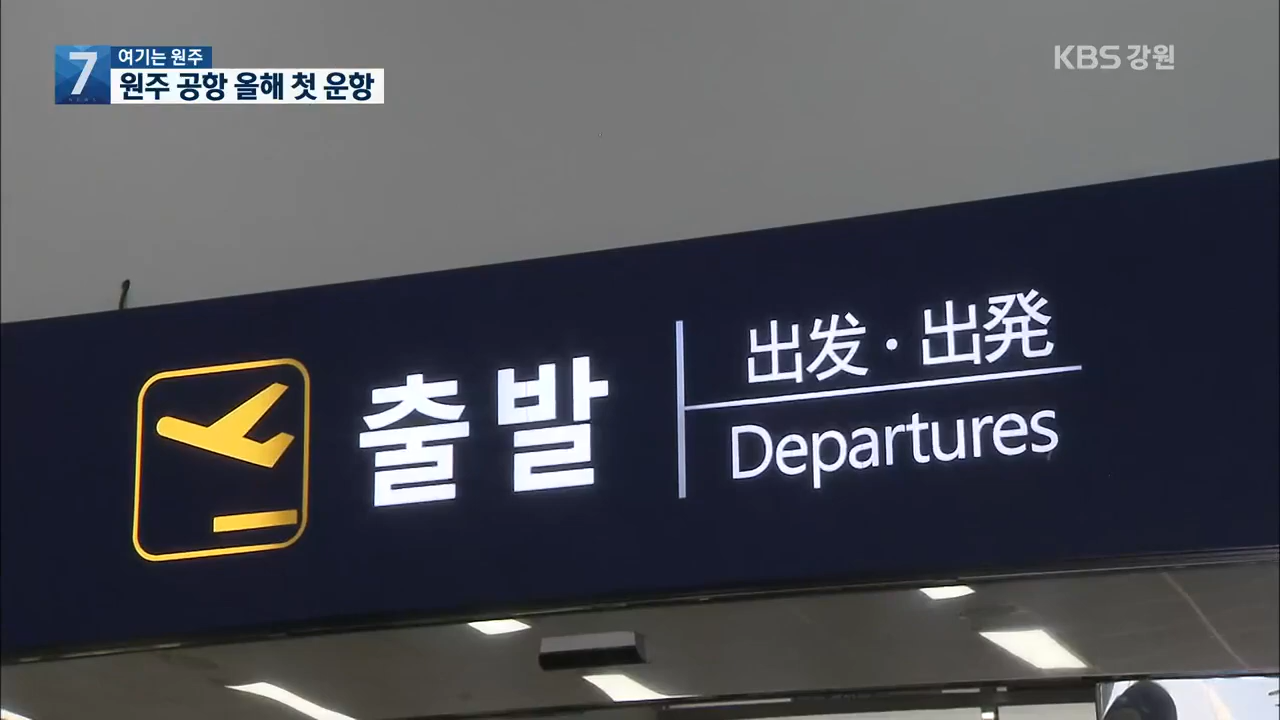 7
여기는 원주
원주 공항 올해 첫 운항
KBS 강원
출발
出发·出発
Departures